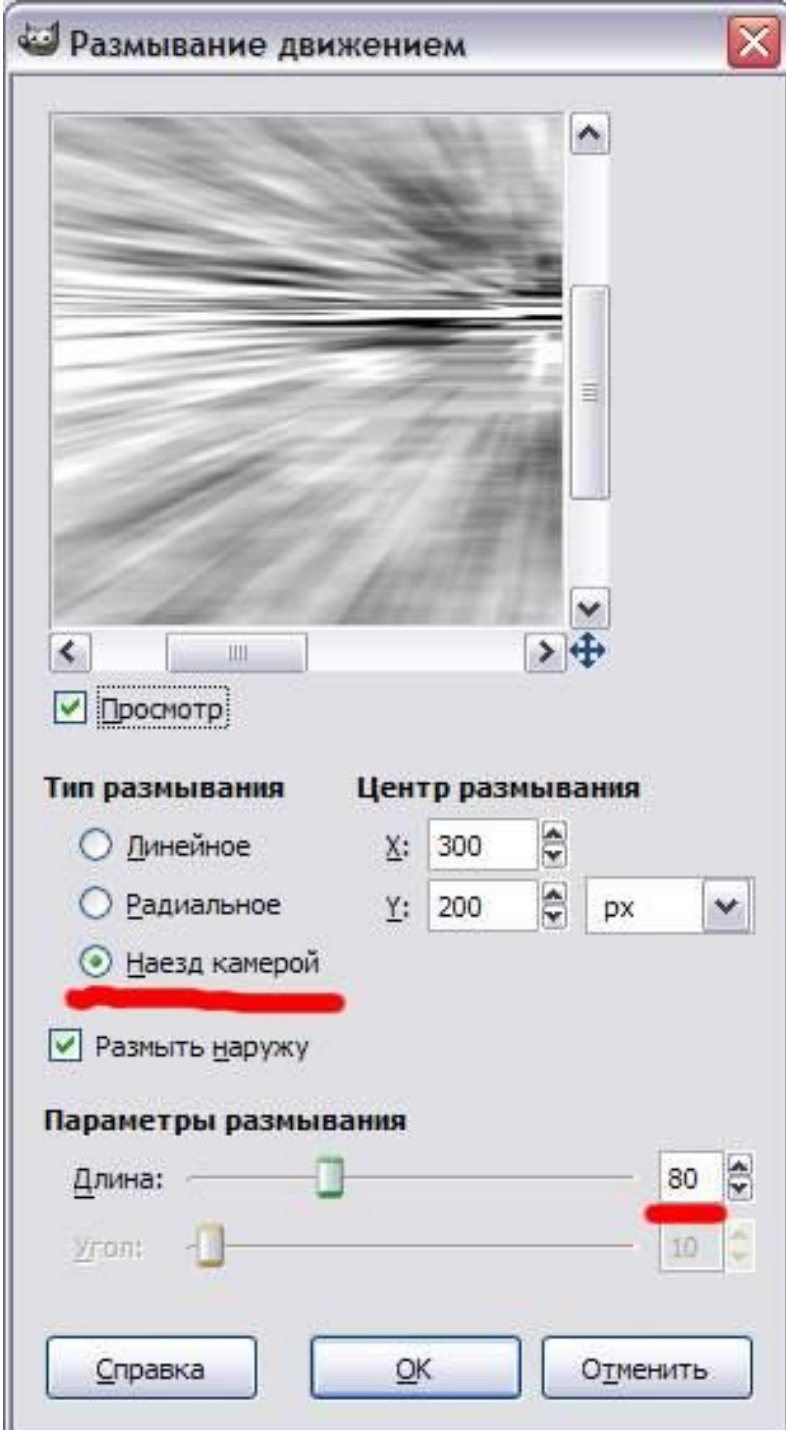 Размывание движением
Просмотр
Тип размывания
Центр размывания
Линейное
X: 300
Радиальное
Y: 200 px
Наезд камерой
Размыть наружу
Параметры размывания
Длина: 80
Угол: 10
Справка
OK
Отменить